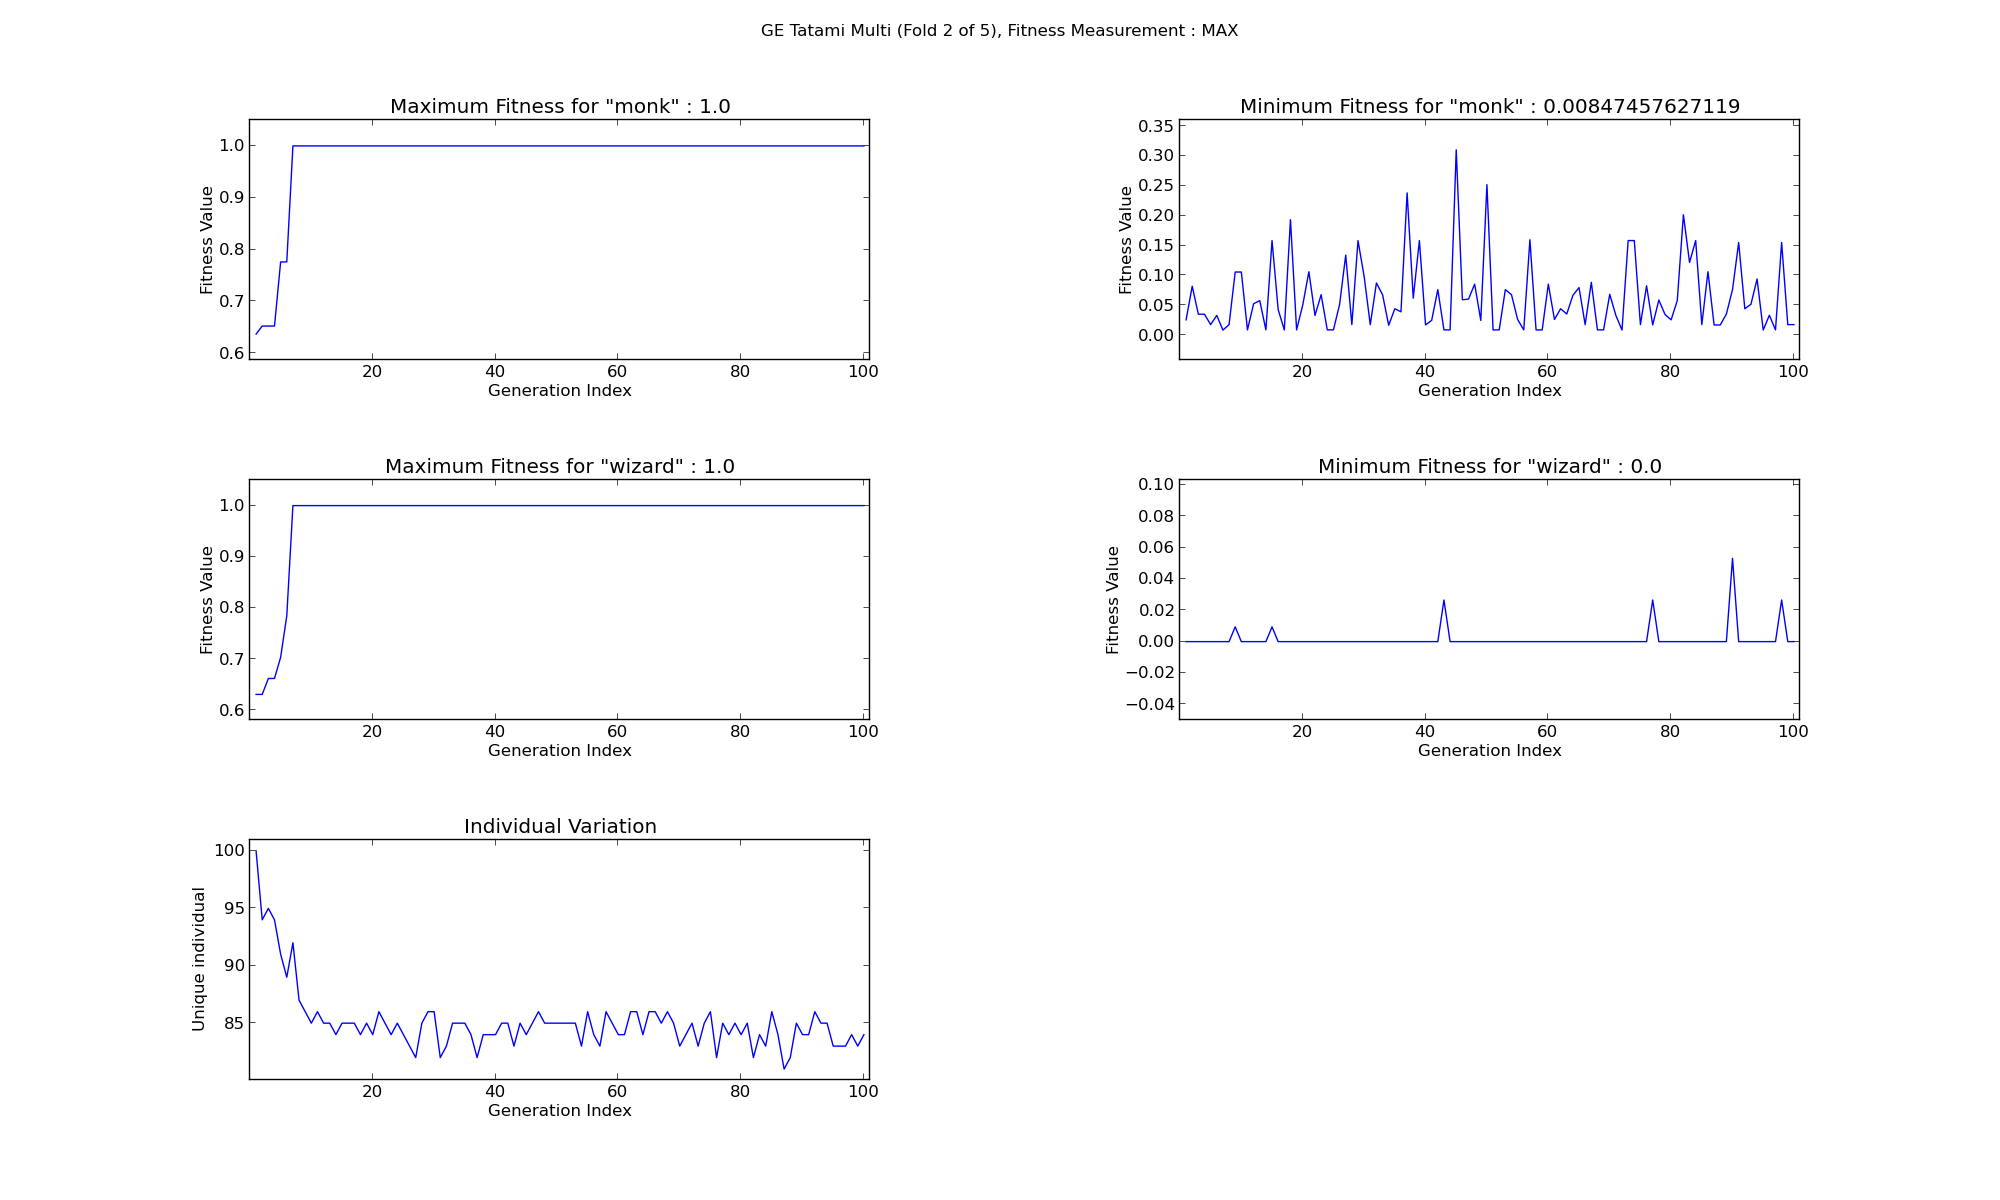 GE Tatami Multi (Fold 2 of 5), Fitness Measurement : MAX
Maximum Fitness for "monk" : 1.0
1.0
0.9
0.8
0.7
0.6
Fitness Value
20 40 60 80 100
Generation Index
Minimum Fitness for "monk" : 0.00847457627119
0.35
0.30
0.25
0.20
0.15
0.10
0.05
0.00
Fitness Value
20 40 60 80 100
Generation Index
Maximum Fitness for "wizard" : 1.0
1.0
0.9
0.8
0.7
0.6
Fitness Value
20 40 60 80 100
Generation Index
Minimum Fitness for "wizard" : 0.0
0.10
0.08
0.06
0.04
0.02
0.00
−0.02
−0.04
Fitness Value
20 40 60 80 100
Generation Index
Individual Variation
100
95
90
85
Unique individual
20 40 60 80 100
Generation Index